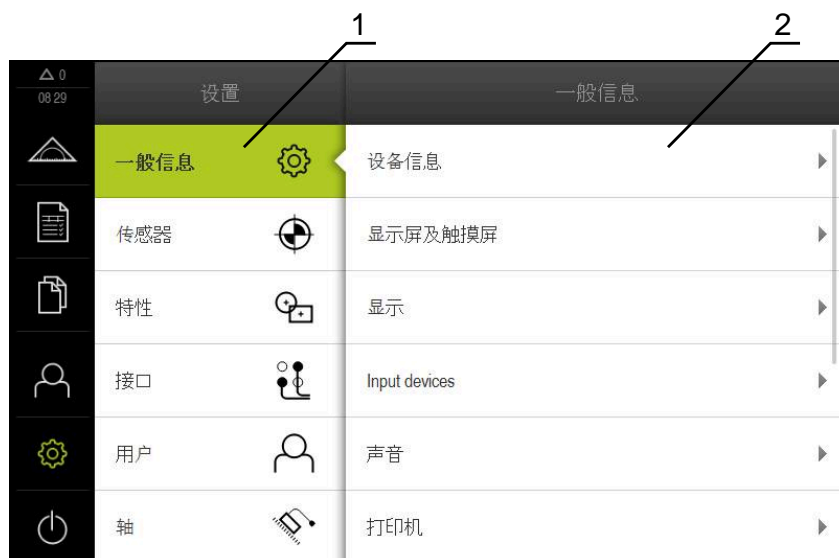 1
2
0
08 29
设置
一般信息
一般信息
设备信息
传感器
显示屏及触摸屏
特性
显示
接口
Input devices
用户
声音
轴
打印机